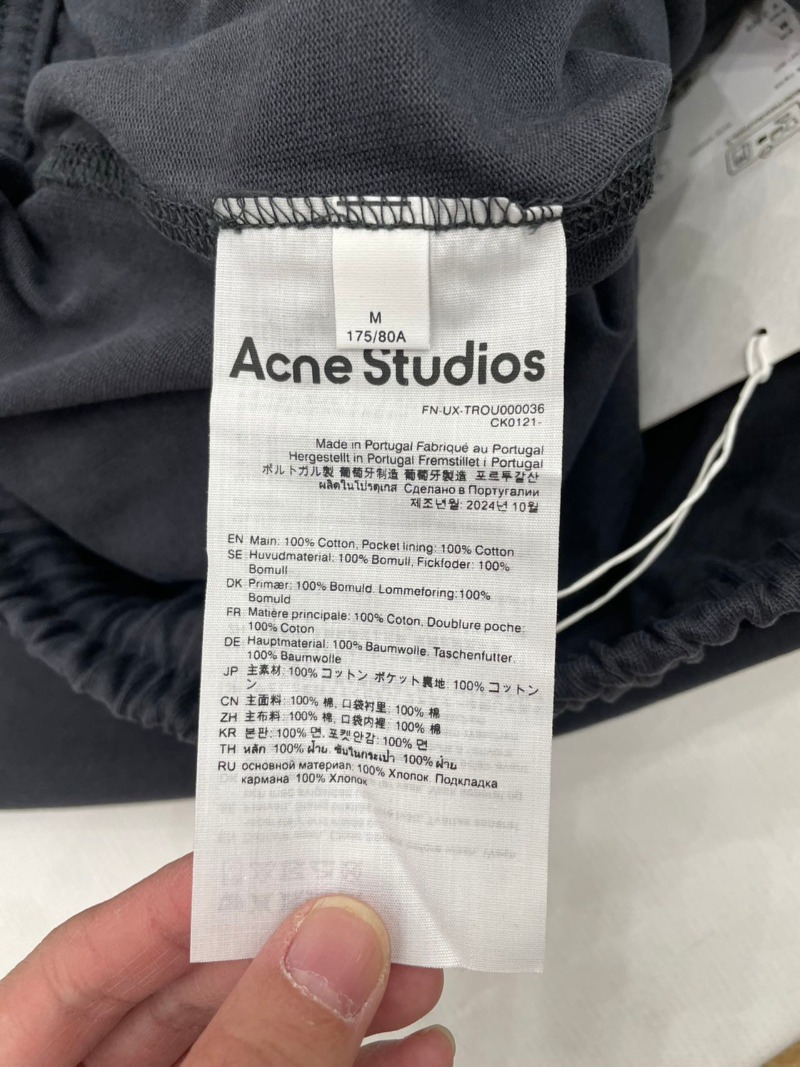 M
175/80A
Acne Studios
FN-UX-TROU000036
CK0121-
Made in Portugal Fabriqué au Portugal
Hergestellt in Portugal Fremstillet i Portugal
ポルトガル製 葡萄牙制造 葡萄牙製造 포르투갈산
ผลิตในโปรตุเกส Сделано в Португалии
제조년월: 2024년 10월
EN Main: 100% Cotton, Pocket lining: 100% Cotton
SE Huvudmaterial: 100% Bomull, Fickfoder: 100%
Bomull
DK Primær: 100% Bomuld, Lommeforing:100%
Bomuld
FR Matière principale: 100% Coton, Doublure poche:
100% Coton
DE Hauptmaterial: 100% Baumwolle, Taschenfutter:
100% Baumwolle
JP 主素材: 100% コットン ポケット裏地: 100% コットン
ン
CN 主面料: 100% 棉, 口袋衬里: 100% 棉
ZH 主布料: 100% 棉, 口袋內裡: 100% 棉
KR 본판: 100% 면, 포켓안감: 100% 면
TH หลัก 100% ฝ้าย, ซับในกระเป๋า 100% ฝ้าย
RU основной материал: 100% Хлопок Подкладка
кармана 100% Хлопок